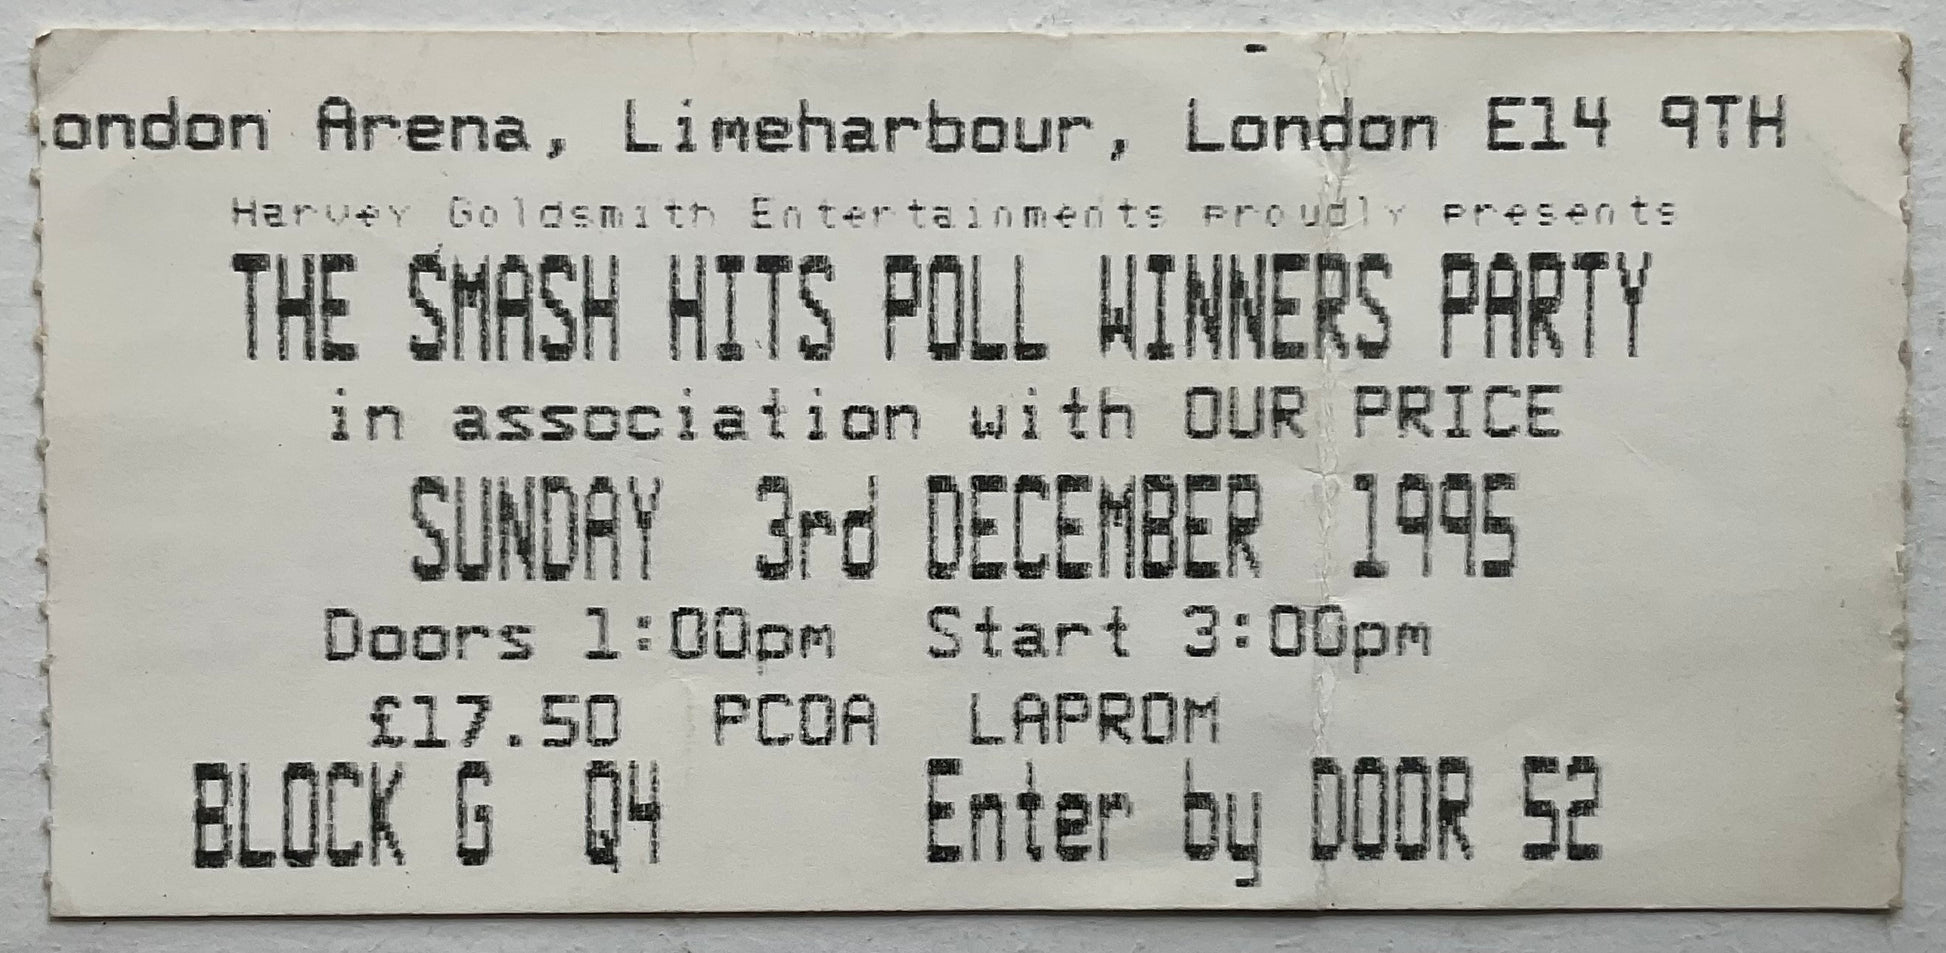 London Arena, Limeharbour, London E14 9TH
Harvey Goldsmith Entertainments proudly presents
THE SMASH HITS POLL WINNERS PARTY
in association with OUR PRICE
SUNDAY 3rd DECEMBER 1995
Doors 1:00pm Start 3:00pm
£17.50 PCOA LAPROM
BLOCK G Q4 Enter by DOOR S2